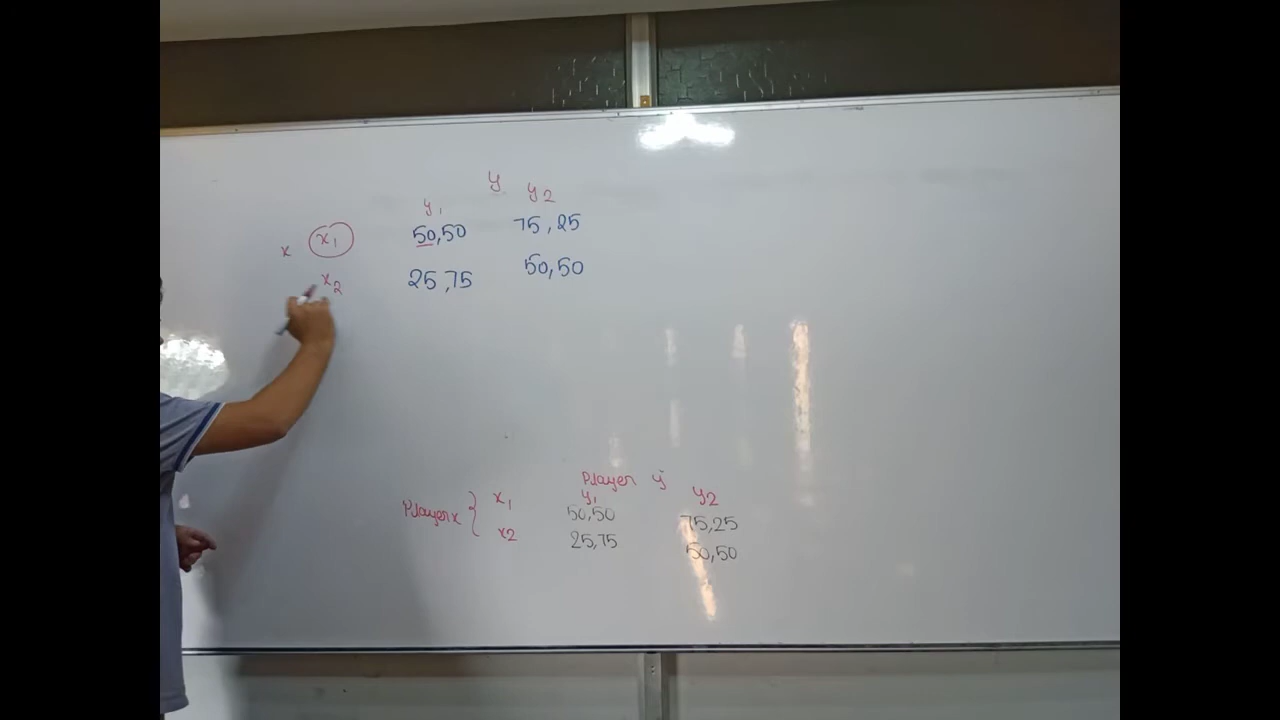 y
y1 y2
x x1 50,50 75,25
x2 25,75 50,50
Player y
y1 y2
Player x { x1 50,50 75,25
x2 25,75 50,50